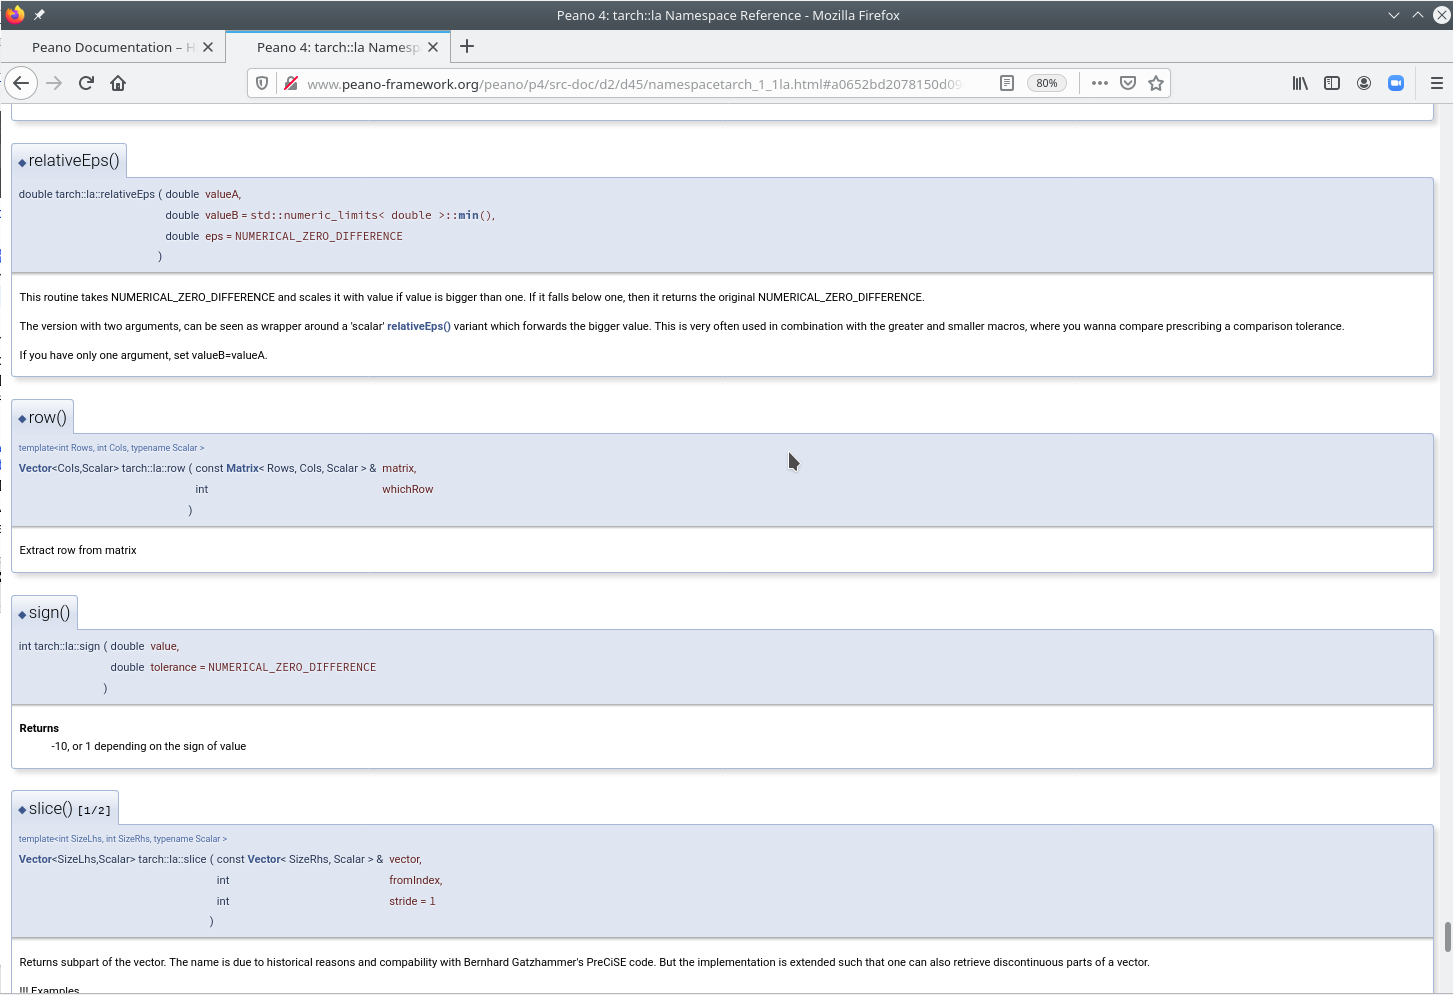 Peano 4: tarch::la Namespace Reference - Mozilla Firefox
Peano Documentation – H
Peano 4: tarch::la Namesp
www.peano-framework.org/peano/p4/src-doc/d2/d45/namespacetarch_1_1la.html#a0652bd2078150d09
80%
◆ relativeEps()
double tarch::la::relativeEps ( double valueA,
double valueB = std::numeric_limits< double >::min(),
double eps = NUMERICAL_ZERO_DIFFERENCE
)
This routine takes NUMERICAL_ZERO_DIFFERENCE and scales it with value if value is bigger than one. If it falls below one, then it returns the original NUMERICAL_ZERO_DIFFERENCE.
The version with two arguments, can be seen as wrapper around a 'scalar' relativeEps() variant which forwards the bigger value. This is very often used in combination with the greater and smaller macros, where you wanna compare prescribing a comparison tolerance.
If you have only one argument, set valueB=valueA.
◆ row()
template<int Rows, int Cols, typename Scalar >
Vector<Cols,Scalar> tarch::la::row ( const Matrix< Rows, Cols, Scalar > & matrix,
int whichRow
)
Extract row from matrix
◆ sign()
int tarch::la::sign ( double value,
double tolerance = NUMERICAL_ZERO_DIFFERENCE
)
Returns
-10, or 1 depending on the sign of value
◆ slice() [1/2]
template<int SizeLhs, int SizeRhs, typename Scalar >
Vector<SizeLhs,Scalar> tarch::la::slice ( const Vector< SizeRhs, Scalar > & vector,
int fromIndex,
int stride = 1
)
Returns subpart of the vector. The name is due to historical reasons and compability with Bernhard Gatzhammer's PreCiSE code. But the implementation is extended such that one can also retrieve discontinuous parts of a vector.
!!! Examples